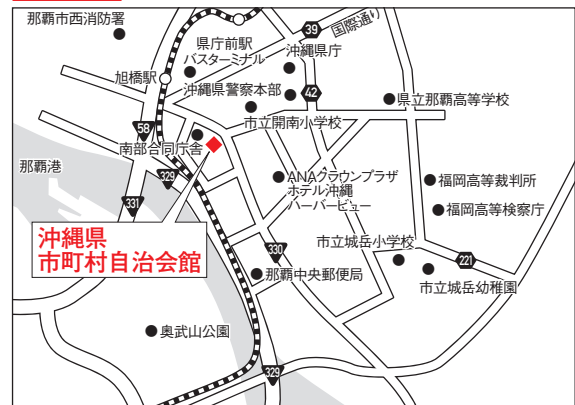 那覇市西消防署
県庁前駅
バスターミナル
39
国際通り
沖縄県庁
旭橋駅
沖縄県警察本部
42
県立那覇高等学校
58
南部合同庁舎
市立開南小学校
那覇港
329
ANAクラウンプラザ
ホテル沖縄
ハーバービュー
福岡高等裁判所
331
福岡高等検察庁
沖縄県
市町村自治会館
330
市立城岳小学校
221
那覇中央郵便局
市立城岳幼稚園
奥武山公園
329